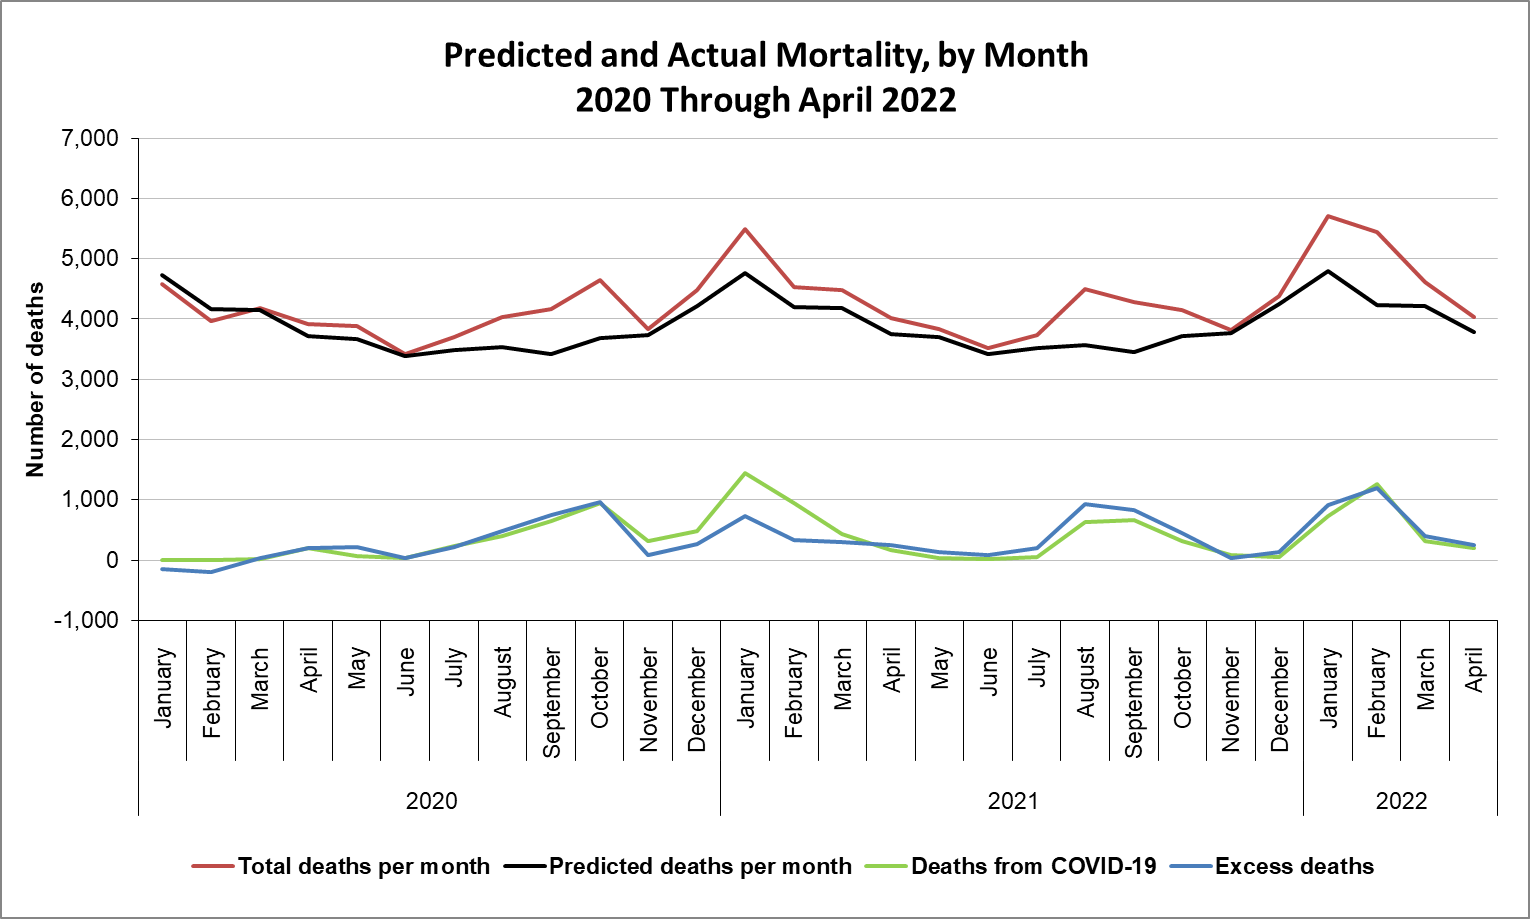 Predicted and Actual Mortality, by Month
2020 Through April 2022
7,000
6,000
5,000
4,000
3,000
2,000
1,000
0
-1,000
Number of deaths
January
February
March
April
May
June
July
August
September
October
November
December
January
February
March
April
May
June
July
August
September
October
November
December
January
February
March
April
2020
2021
2022
Total deaths per month
Predicted deaths per month
Deaths from COVID-19
Excess deaths